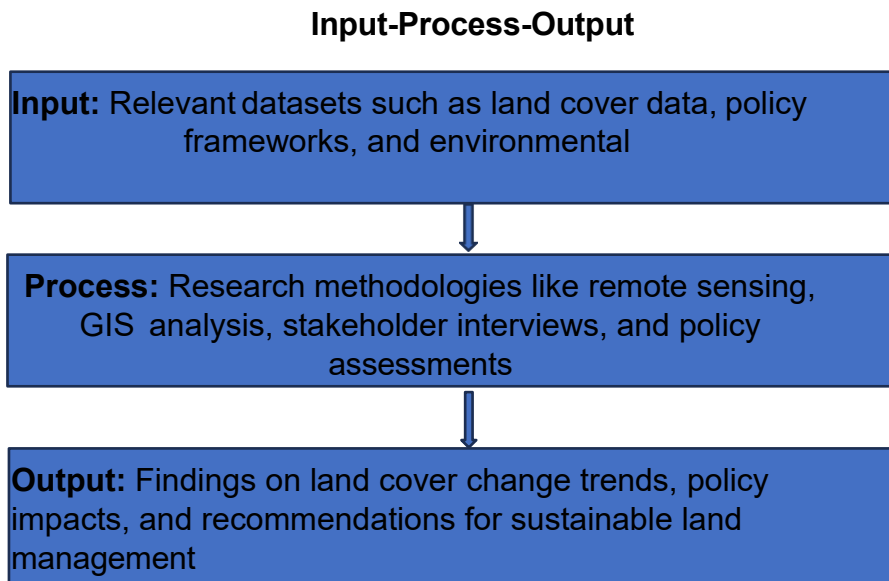 Input-Process-Output
Input: Relevant datasets such as land cover data, policy
frameworks, and environmental
Process: Research methodologies like remote sensing,
GIS analysis, stakeholder interviews, and policy
assessments
Output: Findings on land cover change trends, policy
impacts, and recommendations for sustainable land
management